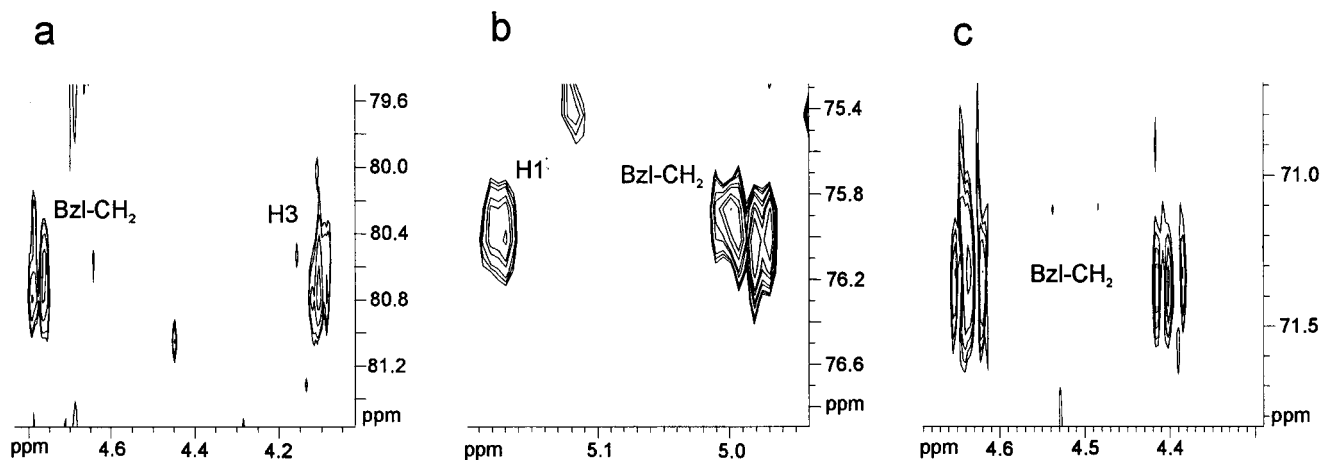 a
b
c
Bzl-CH₂
H3
79.6
80.0
80.4
80.8
81.2
ppm
ppm
4.6
4.4
4.2
H1
Bzl-CH₂
75.4
75.8
76.2
76.6
ppm
ppm
5.1
5.0
Bzl-CH₂
71.0
71.5
ppm
ppm
4.6
4.5
4.4